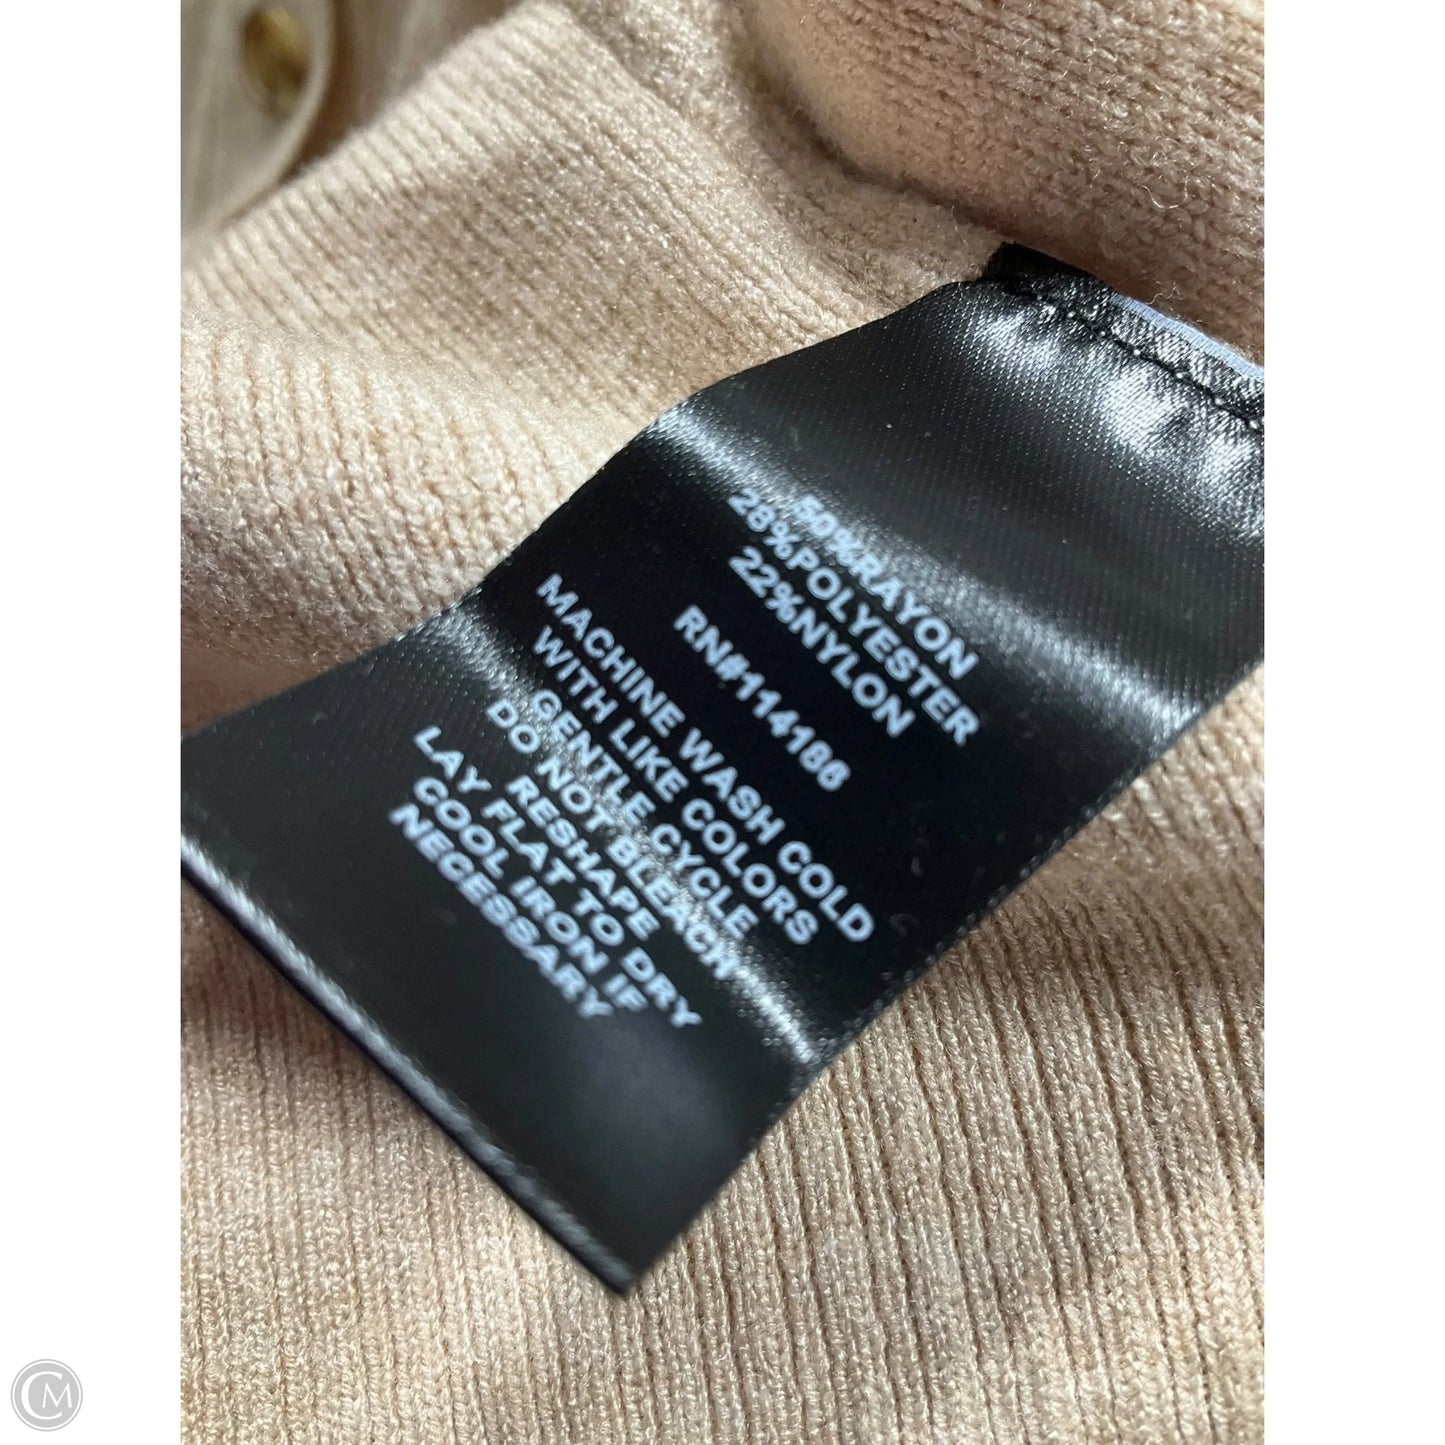 50%RAYON
28%POLYESTER
22%NYLON
RN#114186
MACHINE WASH COLD
WITH LIKE COLORS
GENTLE CYCLE
DO NOT BLEACH
RESHAPE
LAY FLAT TO DRY
COOL IRON IF
NECESSARY
CM